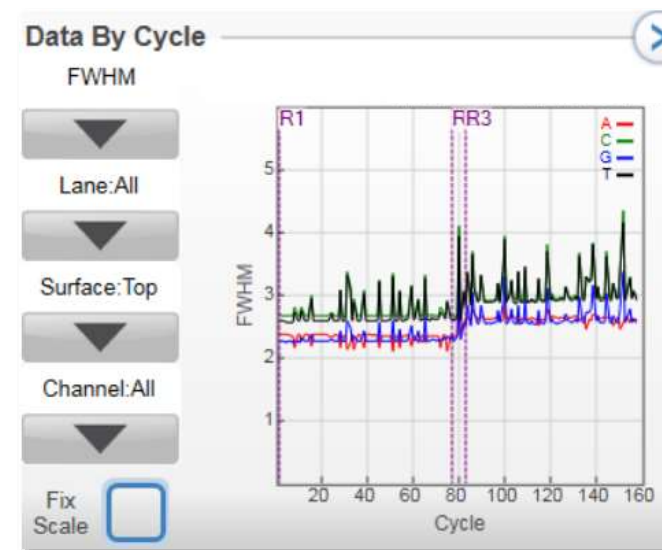 Data By Cycle
FWHM
Lane:All
Surface:Top
Channel:All
Fix
Scale
R1
RR3
A
C
G
T
5
4
3
2
1
FWHM
20 40 60 80 100 120 140 160
Cycle